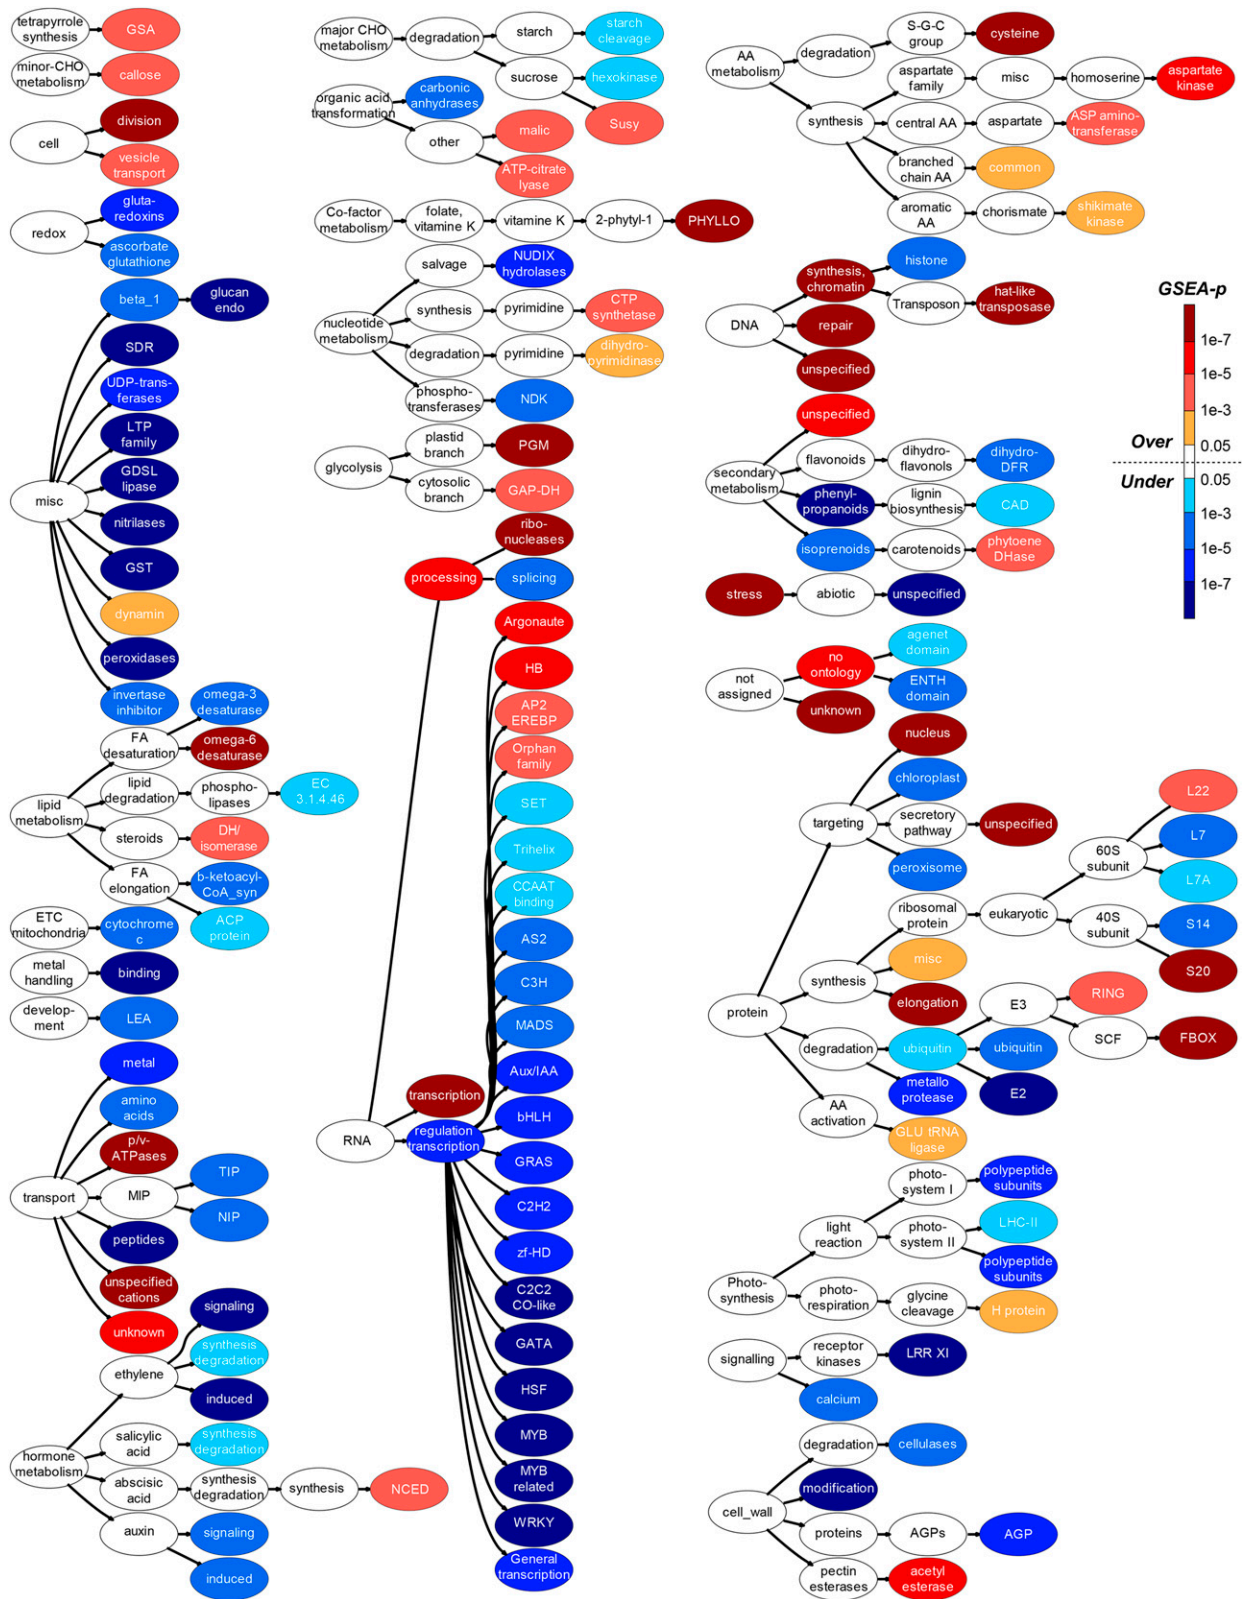 tetrapyrrole
synthesis
GSA
minor-CHO
metabolism
callose
cell
division
vesicle
transport
redox
gluta-
redoxins
ascorbate
glutathione
misc
beta_1
glucan
endo
SDR
UDP-trans-
ferases
LTP
family
GDSL
lipase
nitrilases
GST
dynamin
peroxidases
invertase
inhibitor
lipid
metabolism
FA
desaturation
omega-3
desaturase
omega-6
desaturase
lipid
degradation
phospho-
lipases
EC
3.1.4.46
steroids
DH/
isomerase
FA
elongation
b-ketoacyl-
CoA_syn
ACP
protein
ETC
mitochondria
cytochrome
c
metal
handling
binding
develop-
ment
LEA
transport
metal
amino
acids
p/v-
ATPases
MIP
TIP
NIP
peptides
unspecified
cations
unknown
hormone
metabolism
ethylene
signaling
synthesis
degradation
induced
salicylic
acid
synthesis
degradation
abscisic
acid
synthesis
degradation
synthesis
NCED
auxin
signaling
induced
major CHO
metabolism
degradation
starch
starch
cleavage
sucrose
hexokinase
Susy
organic acid
transformation
carbonic
anhydrases
other
malic
ATP-citrate
lyase
Co-factor
metabolism
folate,
vitamine K
vitamine K
2-phytyl-1
PHYLLO
nucleotide
metabolism
salvage
NUDIX
hydrolases
synthesis
pyrimidine
CTP
synthetase
degradation
pyrimidine
dihydro-
pyrimidinase
phospho-
transferases
NDK
glycolysis
plastid
branch
PGM
cytosolic
branch
GAP-DH
RNA
processing
ribo-
nucleases
splicing
transcription
regulation
transcription
Argonaute
HB
AP2
EREBP
Orphan
family
SET
Trihelix
CCAAT
binding
AS2
C3H
MADS
Aux/IAA
bHLH
GRAS
C2H2
zf-HD
C2C2
CO-like
GATA
HSF
MYB
MYB
related
WRKY
General
transcription
AA
metabolism
degradation
S-G-C
group
cysteine
synthesis
aspartate
family
misc
homoserine
aspartate
kinase
central AA
aspartate
ASP amino-
transferase
branched
chain AA
common
aromatic
AA
chorismate
shikimate
kinase
DNA
synthesis,
chromatin
histone
Transposon
hat-like
transposase
repair
unspecified
secondary
metabolism
unspecified
flavonoids
dihydro-
flavonols
dihydro-
DFR
phenyl-
propanoids
lignin
biosynthesis
CAD
isoprenoids
carotenoids
phytoene
DHase
stress
abiotic
unspecified
not
assigned
no
ontology
agenet
domain
ENTH
domain
unknown
protein
targeting
nucleus
chloroplast
secretory
pathway
unspecified
peroxisome
synthesis
ribosomal
protein
eukaryotic
60S
subunit
L22
L7
L7A
40S
subunit
S14
S20
misc
elongation
degradation
ubiquitin
E3
RING
SCF
FBOX
ubiquitin
E2
metallo
protease
AA
activation
GLU tRNA
ligase
Photo-
synthesis
light
reaction
photo-
system I
polypeptide
subunits
photo-
system II
LHC-II
polypeptide
subunits
photo-
respiration
glycine
cleavage
H protein
signalling
receptor
kinases
LRR XI
calcium
cell_wall
degradation
cellulases
modification
proteins
AGPs
AGP
pectin
esterases
acetyl
esterase
GSEA-p
1e-7
1e-5
1e-3
Over
0.05
Under
0.05
1e-3
1e-5
1e-7